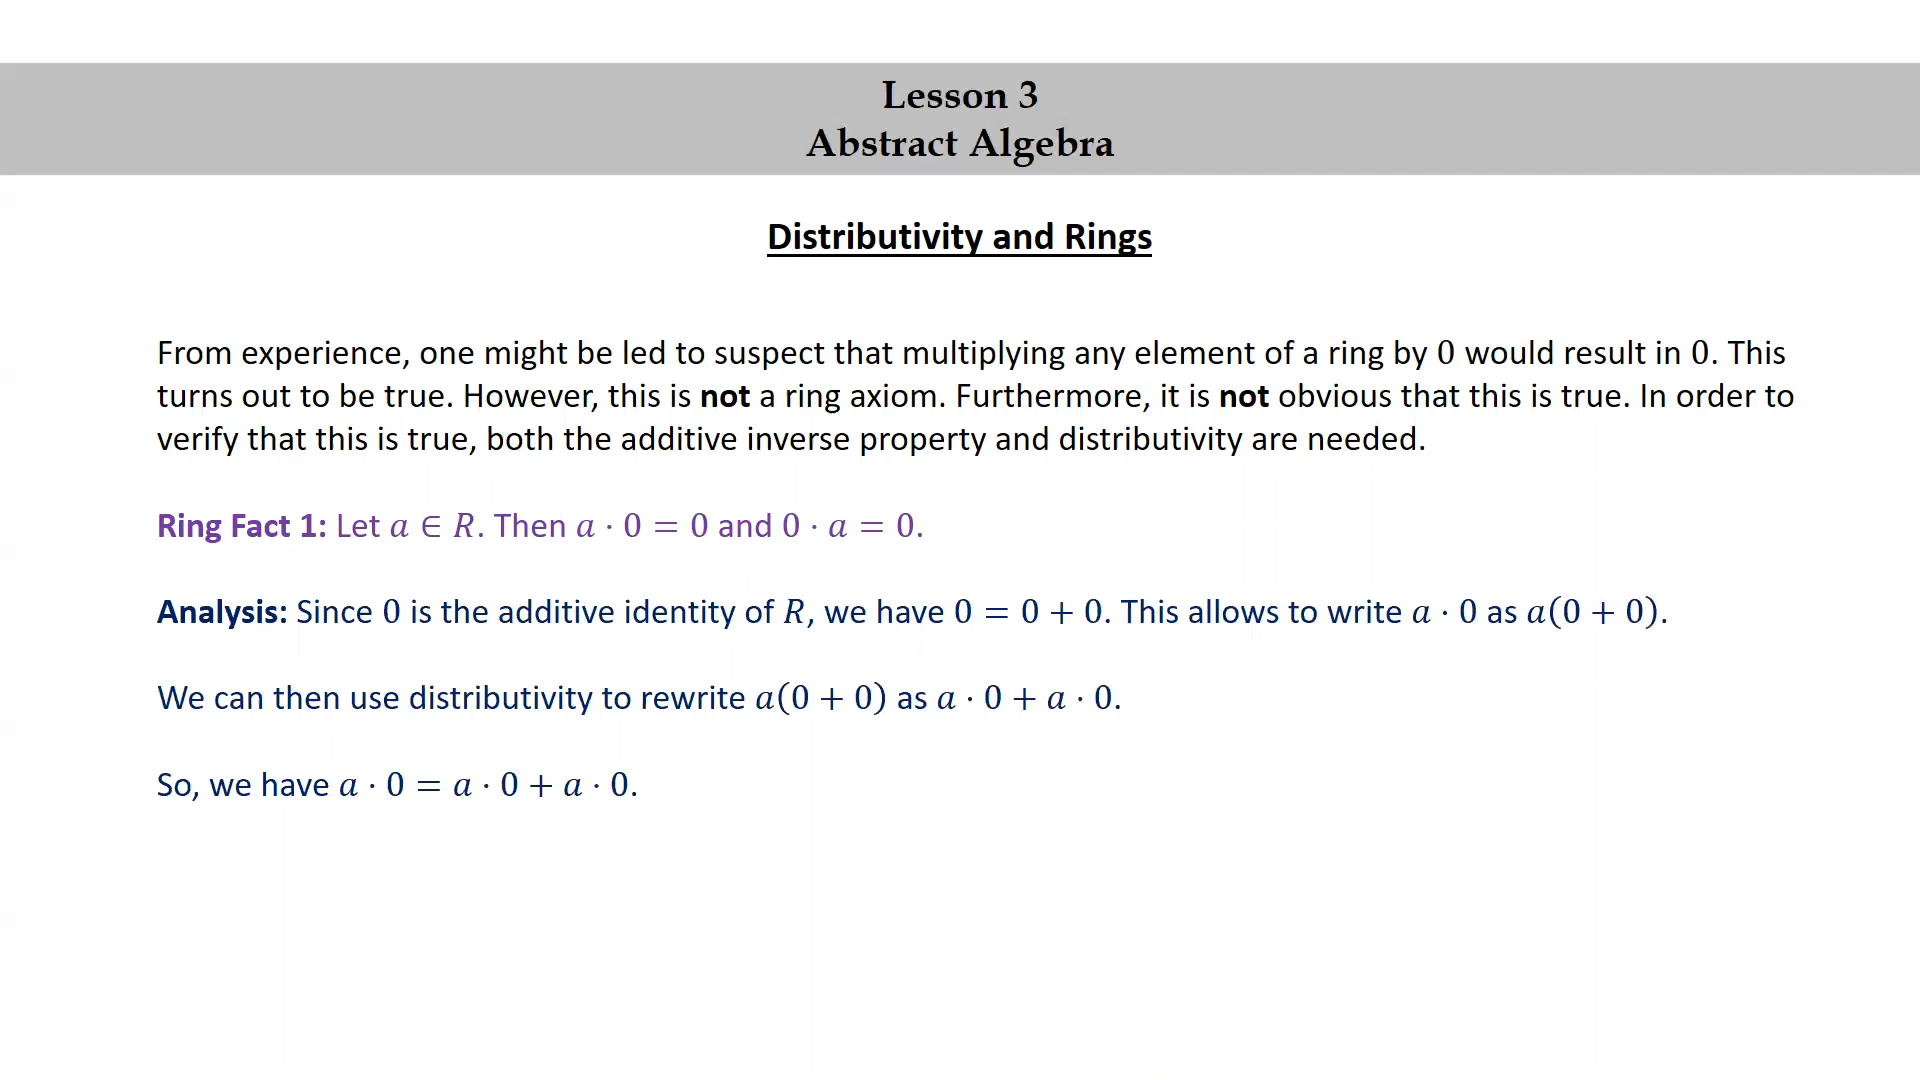 Lesson 3
Abstract Algebra
Distributivity and Rings
From experience, one might be led to suspect that multiplying any element of a ring by 0 would result in 0. This
turns out to be true. However, this is not a ring axiom. Furthermore, it is not obvious that this is true. In order to
verify that this is true, both the additive inverse property and distributivity are needed.
Ring Fact 1: Let 𝑎 ∈ 𝑅. Then 𝑎 ⋅ 0 = 0 and 0 ⋅ 𝑎 = 0.
Analysis: Since 0 is the additive identity of 𝑅, we have 0 = 0 + 0. This allows to write 𝑎 ⋅ 0 as 𝑎(0 + 0).
We can then use distributivity to rewrite 𝑎(0 + 0) as 𝑎 ⋅ 0 + 𝑎 ⋅ 0.
So, we have 𝑎 ⋅ 0 = 𝑎 ⋅ 0 + 𝑎 ⋅ 0.